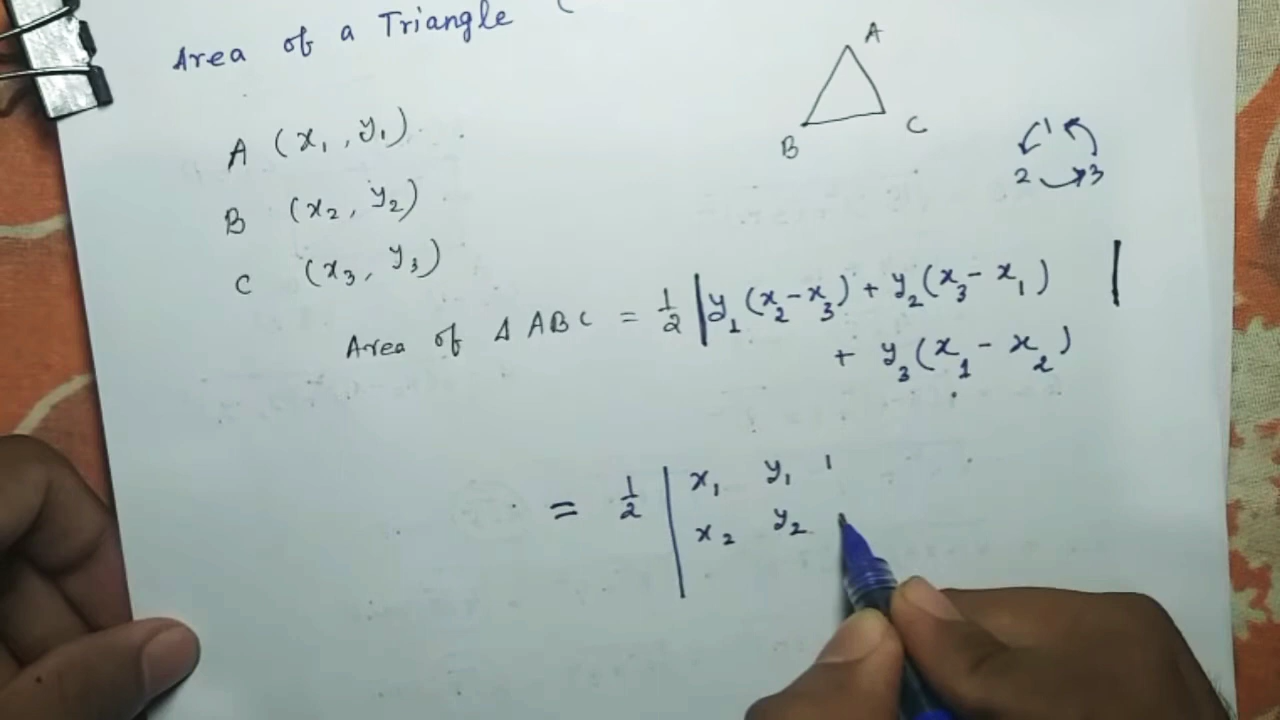 Area of a Triangle (
A
B
C
1
2 3
A (x₁, y₁)
B (x₂, y₂)
C (x₃, y₃)
Area of Δ ABC = 1/2 | y₁(x₂-x₃) + y₂(x₃-x₁) |
+ y₃(x₁-x₂)
= 1/2 | x₁ y₁ 1
x₂ y₂